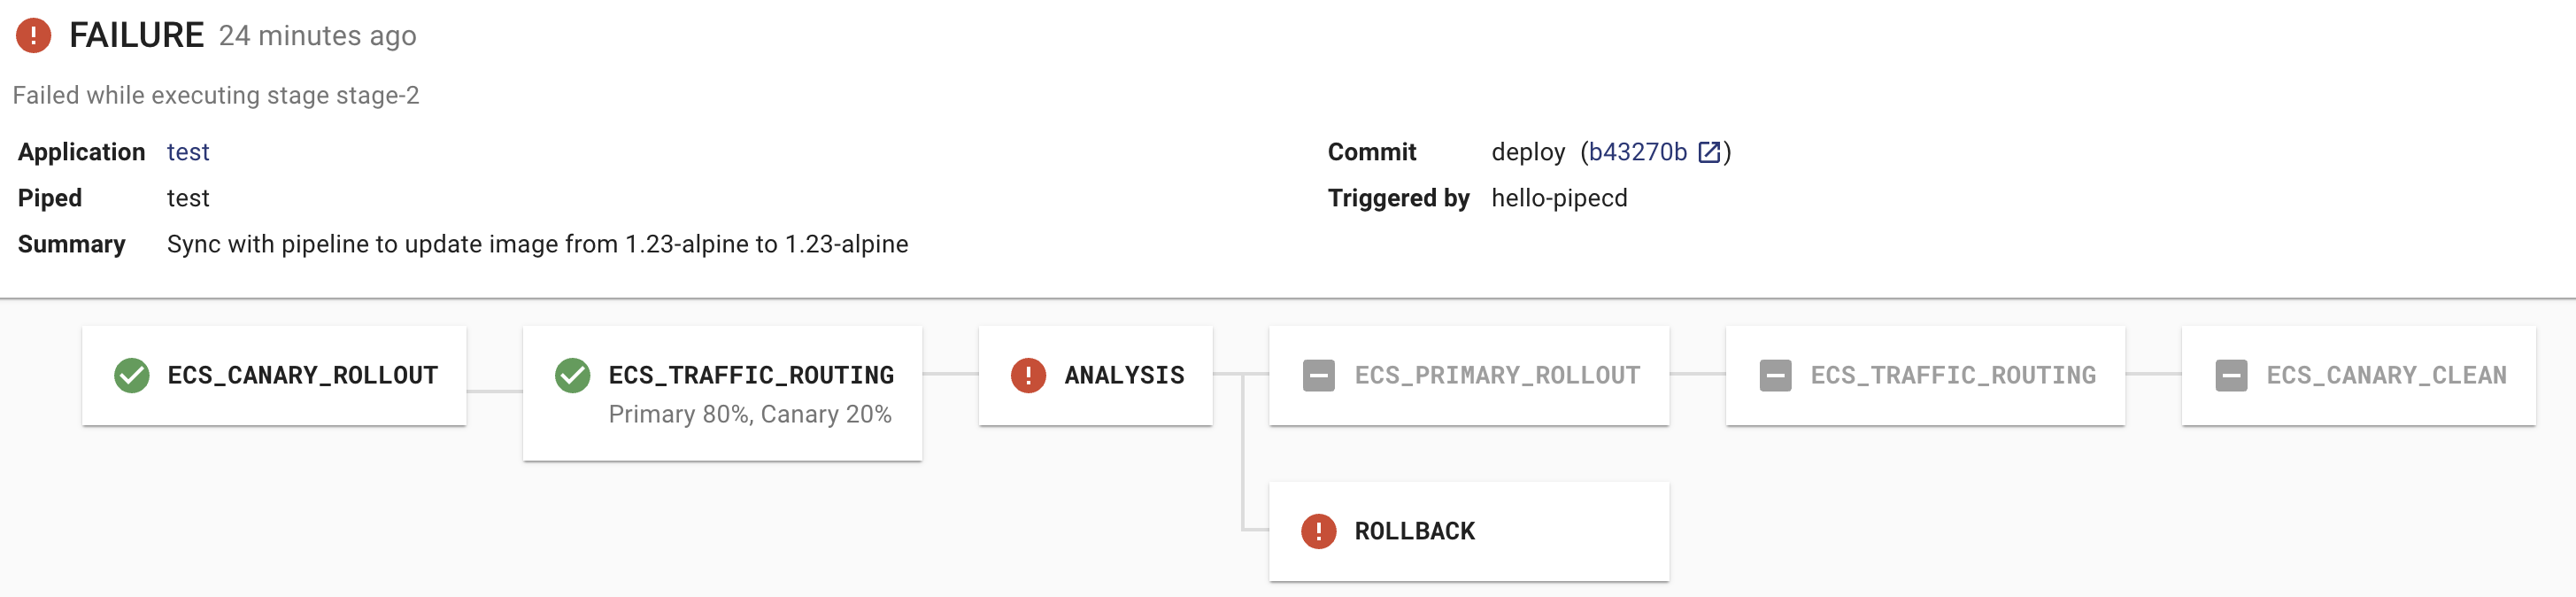 FAILURE 24 minutes ago
Failed while executing stage stage-2
Application test
Commit deploy (b43270b)
Piped test
Triggered by hello-pipecd
Summary Sync with pipeline to update image from 1.23-alpine to 1.23-alpine
ECS_CANARY_ROLLOUT
ECS_TRAFFIC_ROUTING
Primary 80%, Canary 20%
ANALYSIS
ECS_PRIMARY_ROLLOUT
ECS_TRAFFIC_ROUTING
ECS_CANARY_CLEAN
ROLLBACK